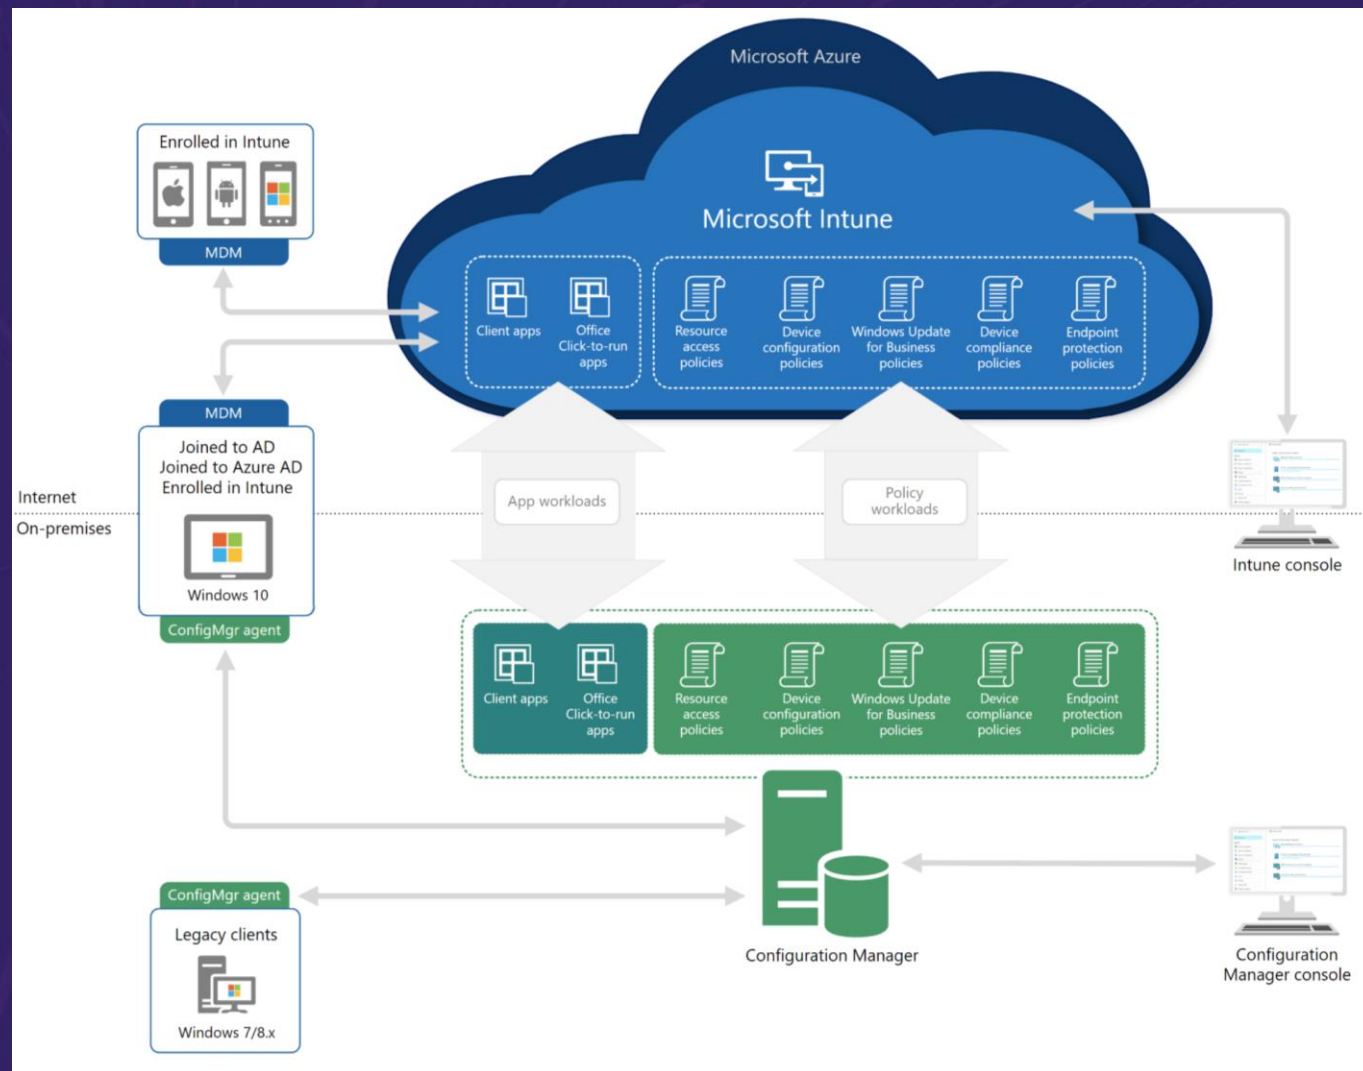 Microsoft Azure
Enrolled in Intune
MDM
Microsoft Intune
Client apps
Office
Click-to-run
apps
Resource
access
policies
Device
configuration
policies
Windows Update
for Business
policies
Device
compliance
policies
Endpoint
protection
policies
MDM
Joined to AD
Joined to Azure AD
Enrolled in Intune
Windows 10
ConfigMgr agent
Internet
On-premises
App workloads
Policy
workloads
Intune console
Client apps
Office
Click-to-run
apps
Resource
access
policies
Device
configuration
policies
Windows Update
for Business
policies
Device
compliance
policies
Endpoint
protection
policies
Configuration Manager
ConfigMgr agent
Legacy clients
Windows 7/8.x
Configuration
Manager console